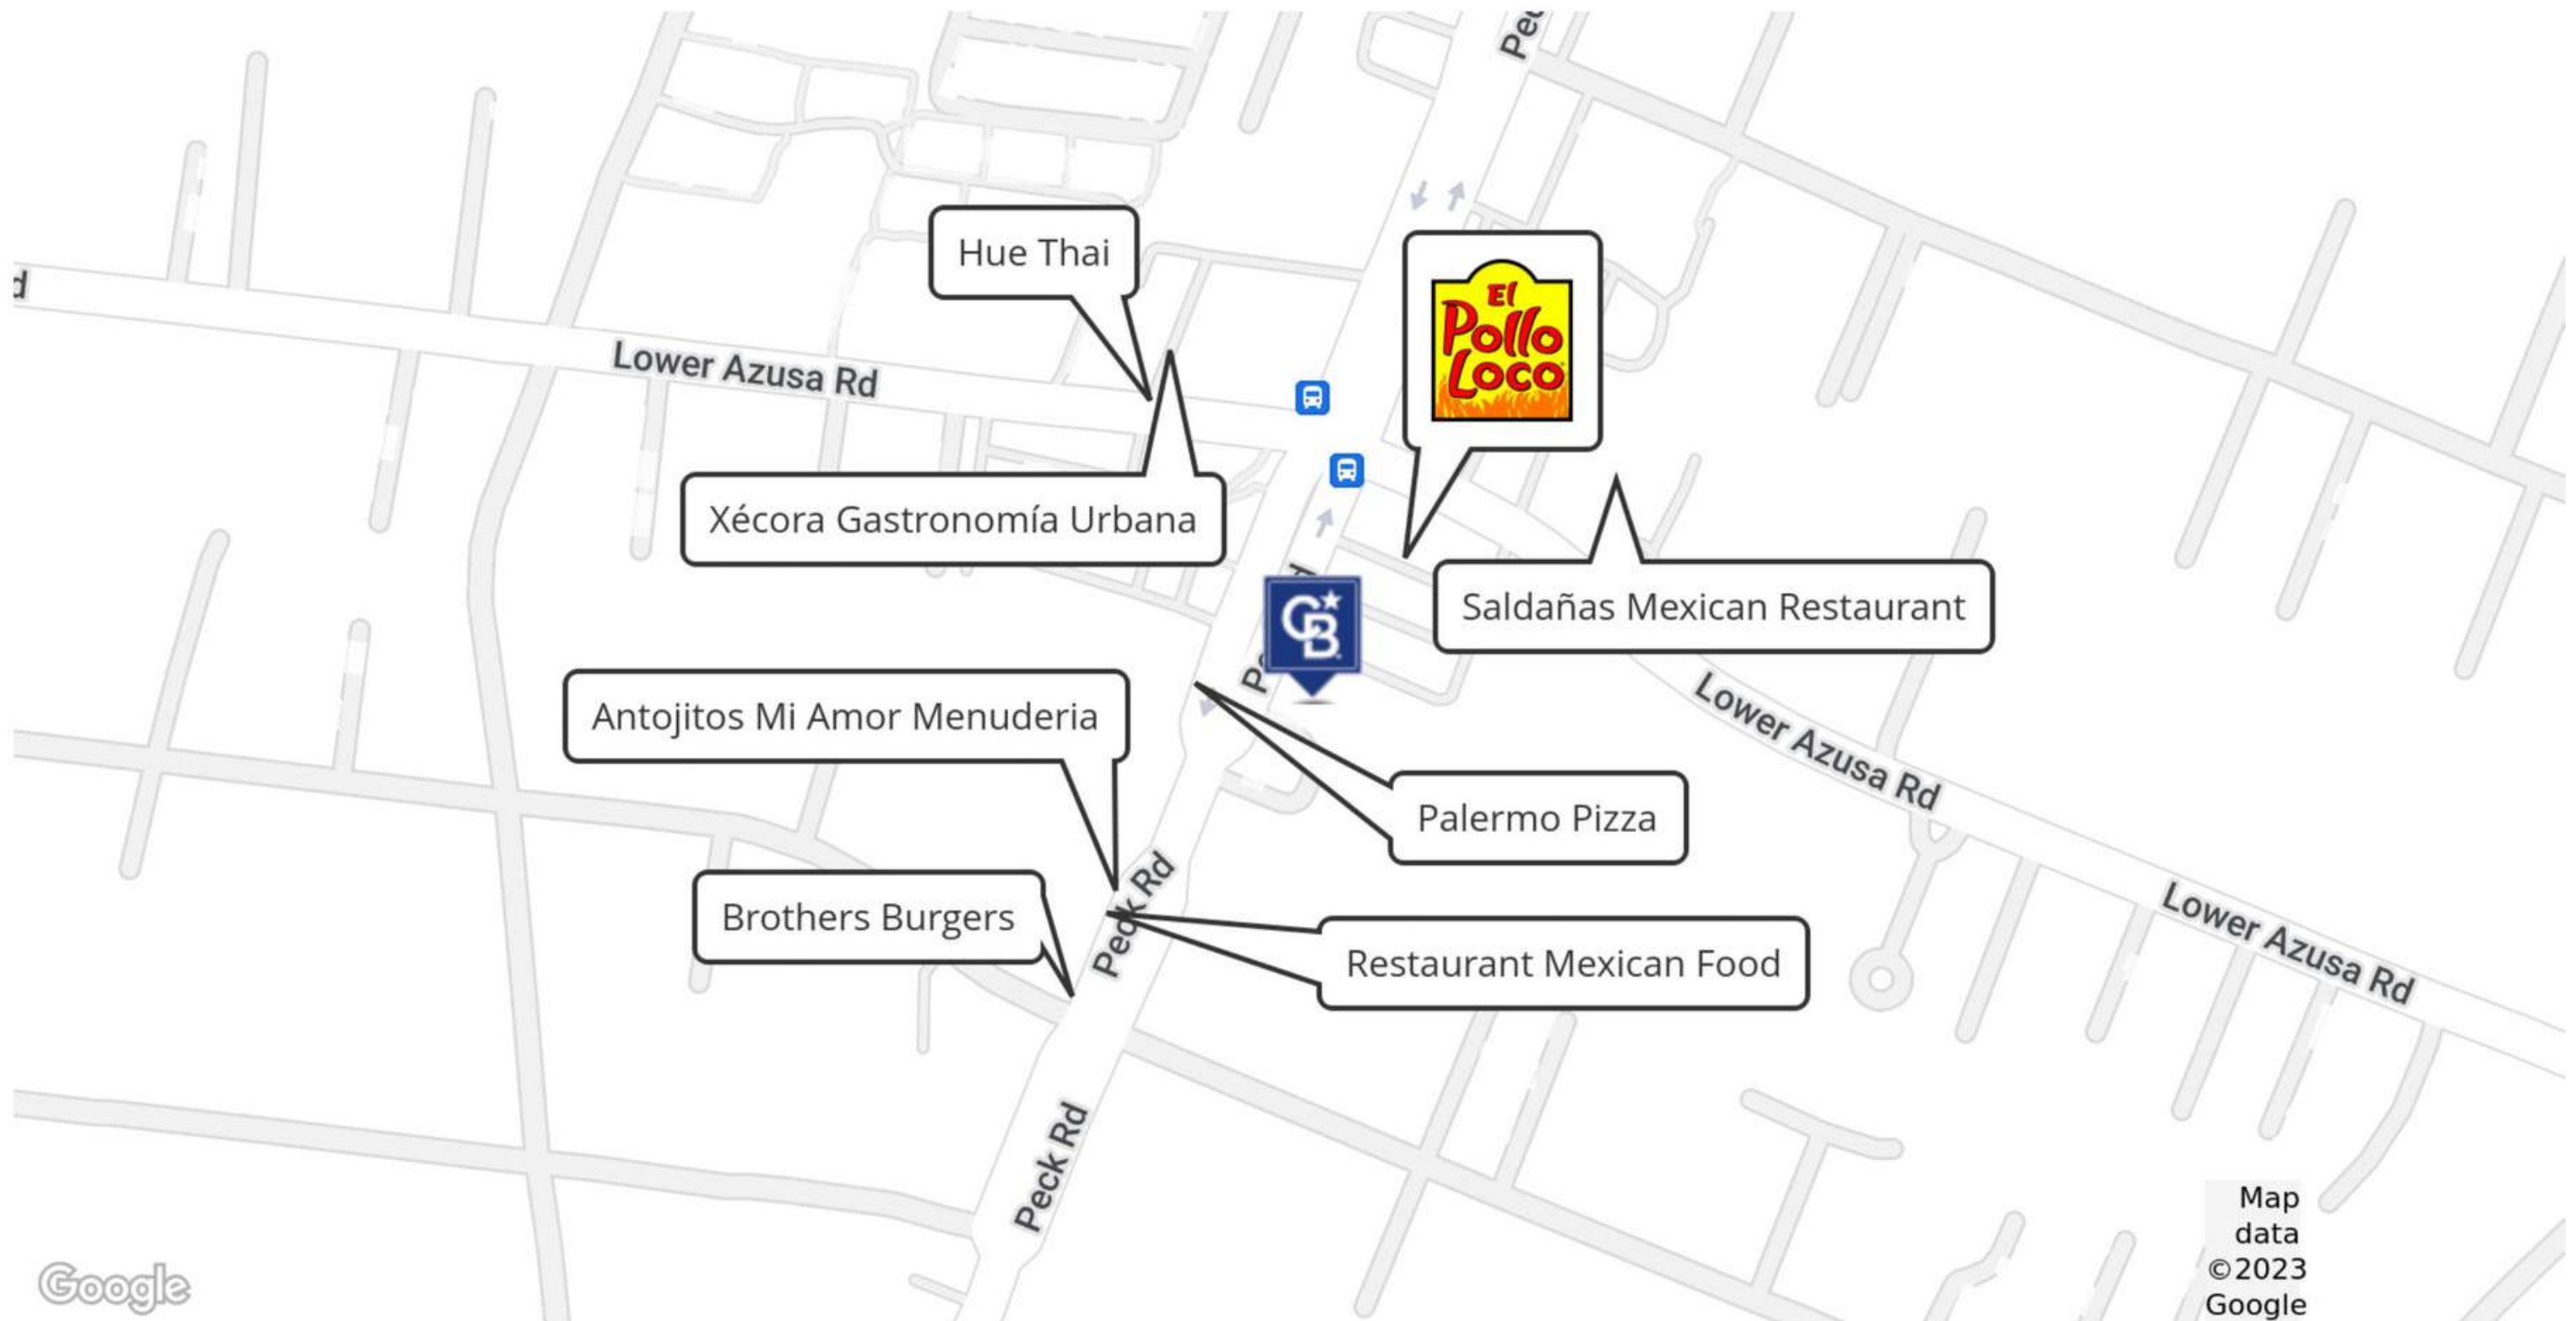 Pec
Hue Thai
d
El
Pollo
Loco
Lower Azusa Rd
Xécora Gastronomía Urbana
Saldañas Mexican Restaurant
CB
Antojitos Mi Amor Menuderia
Lower Azusa Rd
Palermo Pizza
Peck Rd
Brothers Burgers
Restaurant Mexican Food
Lower Azusa Rd
Peck Rd
Google
Map
data
©2023
Google